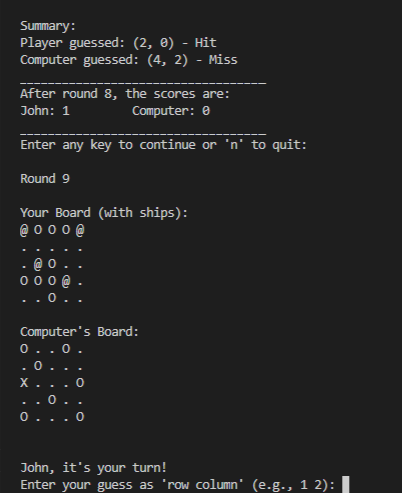 Summary:
Player guessed: (2, 0) - Hit
Computer guessed: (4, 2) - Miss
___________________________________
After round 8, the scores are:
John: 1         Computer: 0
___________________________________
Enter any key to continue or 'n' to quit:
Round 9
Your Board (with ships):
@ O O O @
. . . . .
. @ O . .
O O O @ .
. . O . .
Computer's Board:
O . . O .
. O . . .
X . . . O
. . O . .
O . . . O
John, it's your turn!
Enter your guess as 'row column' (e.g., 1 2):